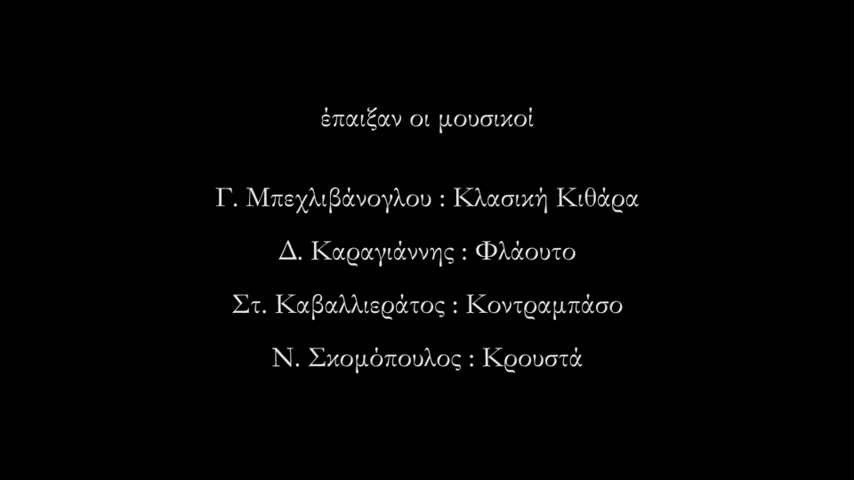 έπαιξαν οι μουσικοί
Γ. Μπεχλιβάνογλου : Κλασική Κιθάρα
Δ. Καραγιάννης : Φλάουτο
Στ. Καβαλλιεράτος : Κοντραμπάσο
Ν. Σκομόπουλος : Κρουστά